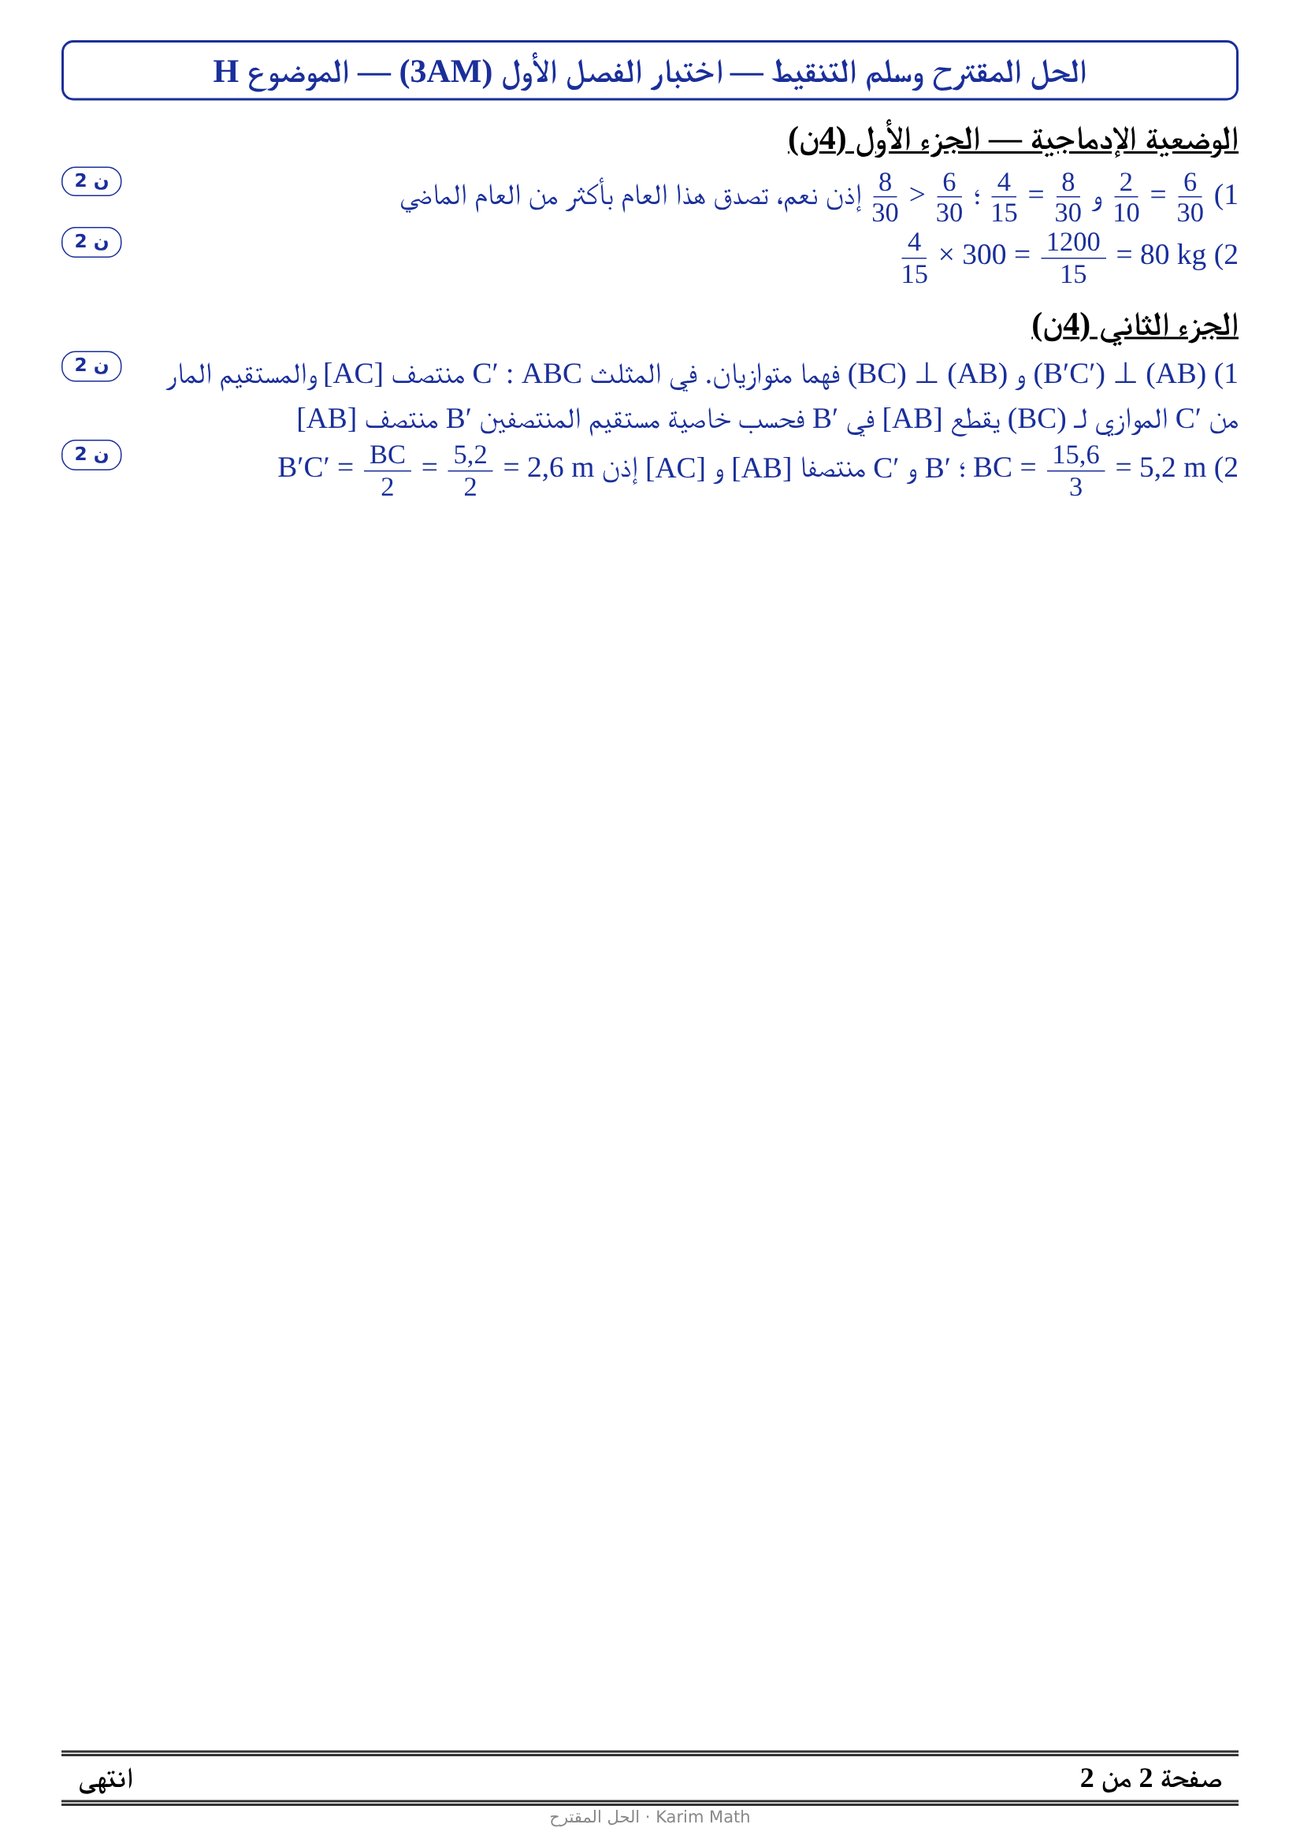 الحل المقترح وسلم التنقيط — اختبار الفصل الأول (3AM) — الموضوع H
الوضعية الإدماجية — الجزء الأول (4ن)
1) 2/10 = 6/30 و 4/15 = 8/30 ؛ 8/30 > 6/30 إذن نعم، تصدق هذا العام بأكثر من العام الماضي 2 ن
2) 4/15 × 300 = 1200/15 = 80 kg 2 ن
الجزء الثاني (4ن)
1) (B′C′) ⊥ (AB) و (BC) ⊥ (AB) فهما متوازيان. في المثلث ABC : C′ منتصف [AC] والمستقيم المار 2 ن
من C′ الموازي لـ (BC) يقطع [AB] في B′ فحسب خاصية مستقيم المنتصفين B′ منتصف [AB]
2) BC = 15,6/3 = 5,2 m ؛ B′ و C′ منتصفا [AB] و [AC] إذن B′C′ = BC/2 = 5,2/2 = 2,6 m 2 ن
صفحة 2 من 2 انتهى
Karim Math · الحل المقترح